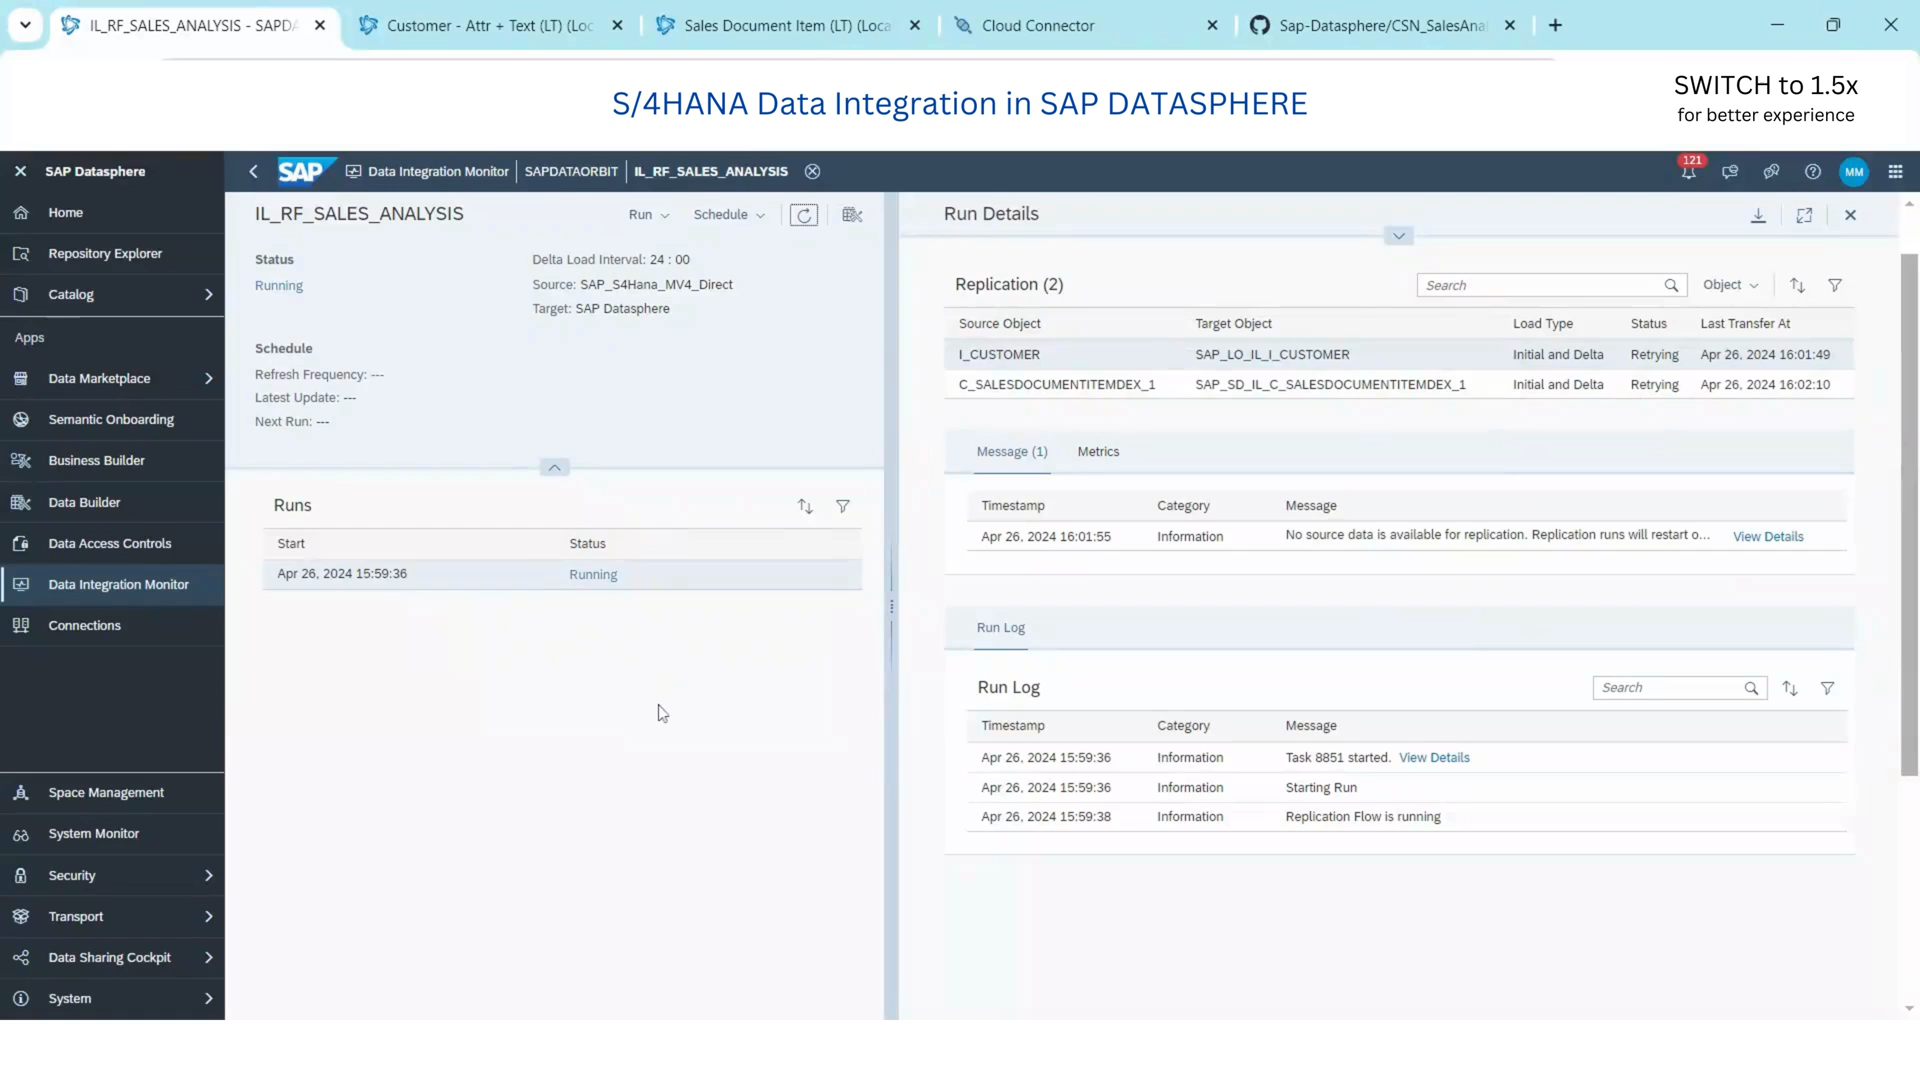 IL_RF_SALES_ANALYSIS - SAPDA
Customer - Attr + Text (LT) (Loc
Sales Document Item (LT) (Loca
Cloud Connector
Sap-Datasphere/CSN_SalesAna
S/4HANA Data Integration in SAP DATASPHERE
SWITCH to 1.5x
for better experience
SAP Datasphere
SAP
Data Integration Monitor
SAPDATAORBIT
IL_RF_SALES_ANALYSIS
121
MM
Home
Repository Explorer
Catalog
Apps
Data Marketplace
Semantic Onboarding
Business Builder
Data Builder
Data Access Controls
Data Integration Monitor
Connections
Space Management
System Monitor
Security
Transport
Data Sharing Cockpit
System
IL_RF_SALES_ANALYSIS
Run
Schedule
Status
Running
Delta Load Interval: 24 : 00
Source: SAP_S4Hana_MV4_Direct
Target: SAP Datasphere
Schedule
Refresh Frequency: ---
Latest Update: ---
Next Run: ---
Runs
Start Status
Apr 26, 2024 15:59:36 Running
Run Details
Replication (2)
Search
Object
Source Object Target Object Load Type Status Last Transfer At
I_CUSTOMER SAP_LO_IL_I_CUSTOMER Initial and Delta Retrying Apr 26, 2024 16:01:49
C_SALESDOCUMENTITEMDEX_1 SAP_SD_IL_C_SALESDOCUMENTITEMDEX_1 Initial and Delta Retrying Apr 26, 2024 16:02:10
Message (1) Metrics
Timestamp Category Message
Apr 26, 2024 16:01:55 Information No source data is available for replication. Replication runs will restart o... View Details
Run Log
Run Log
Search
Timestamp Category Message
Apr 26, 2024 15:59:36 Information Task 8851 started. View Details
Apr 26, 2024 15:59:36 Information Starting Run
Apr 26, 2024 15:59:38 Information Replication Flow is running